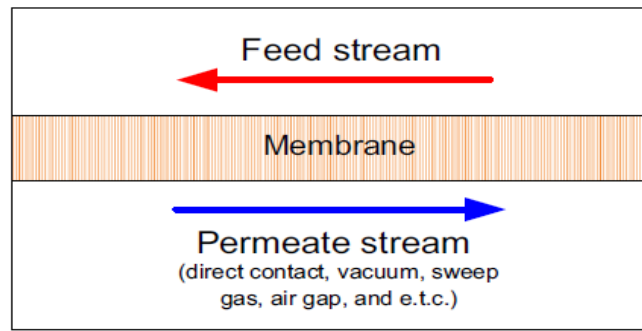 Feed stream
Membrane
Permeate stream
(direct contact, vacuum, sweep
gas, air gap, and e.t.c.)